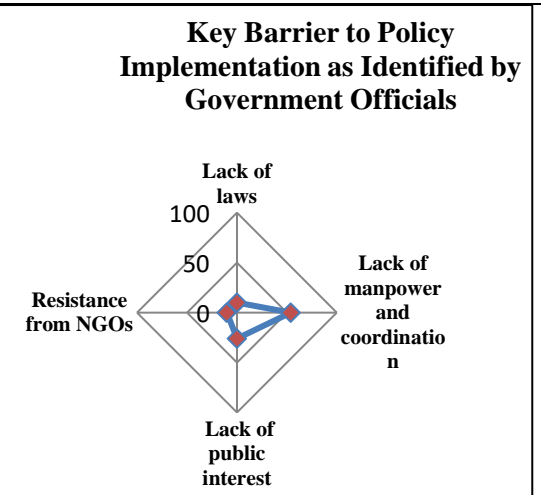 Key Barrier to Policy
Implementation as Identified by
Government Officials
Lack of
laws
100
50
0
Lack of
manpower
and
coordinatio
n
Resistance
from NGOs
Lack of
public
interest